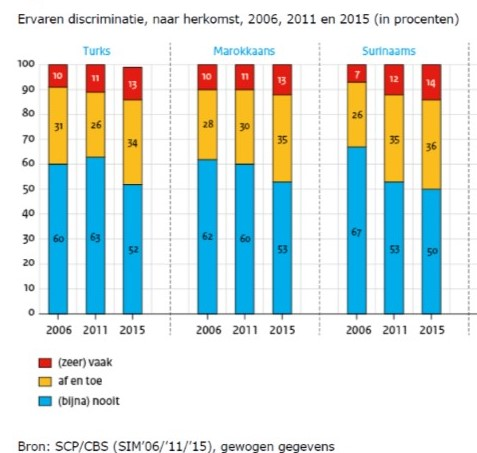 Ervaren discriminatie, naar herkomst, 2006, 2011 en 2015 (in procenten)
Turks Marokkaans Surinaams
100
90
80
70
60
50
40
30
20
10
0
10 11 13 10 11 13 7 12 14
31 26 34 28 30 35 26 35 36
60 63 52 62 60 53 67 53 50
2006 2011 2015 2006 2011 2015 2006 2011 2015
(zeer) vaak
af en toe
(bijna) nooit
Bron: SCP/CBS (SIM'06/'11/'15), gewogen gegevens